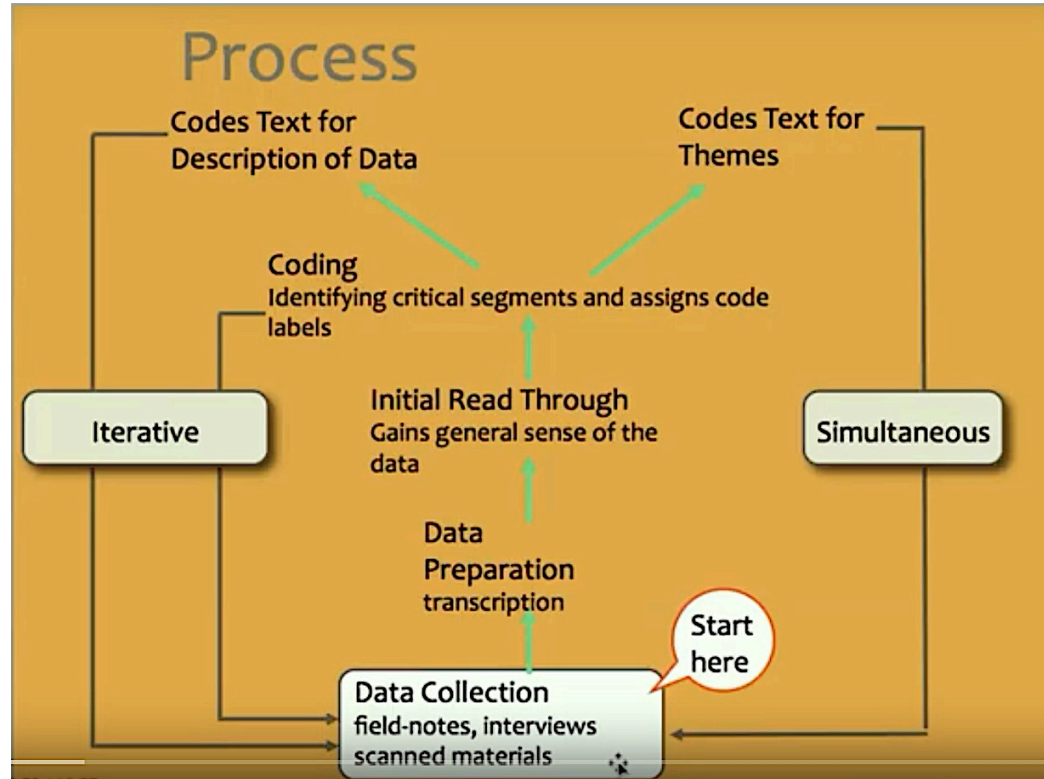 Process
Codes Text for
Description of Data
Codes Text for
Themes
Coding
Identifying critical segments and assigns code
labels
Initial Read Through
Gains general sense of the
data
Iterative
Simultaneous
Data
Preparation
transcription
Start
here
Data Collection
field-notes, interviews
scanned materials